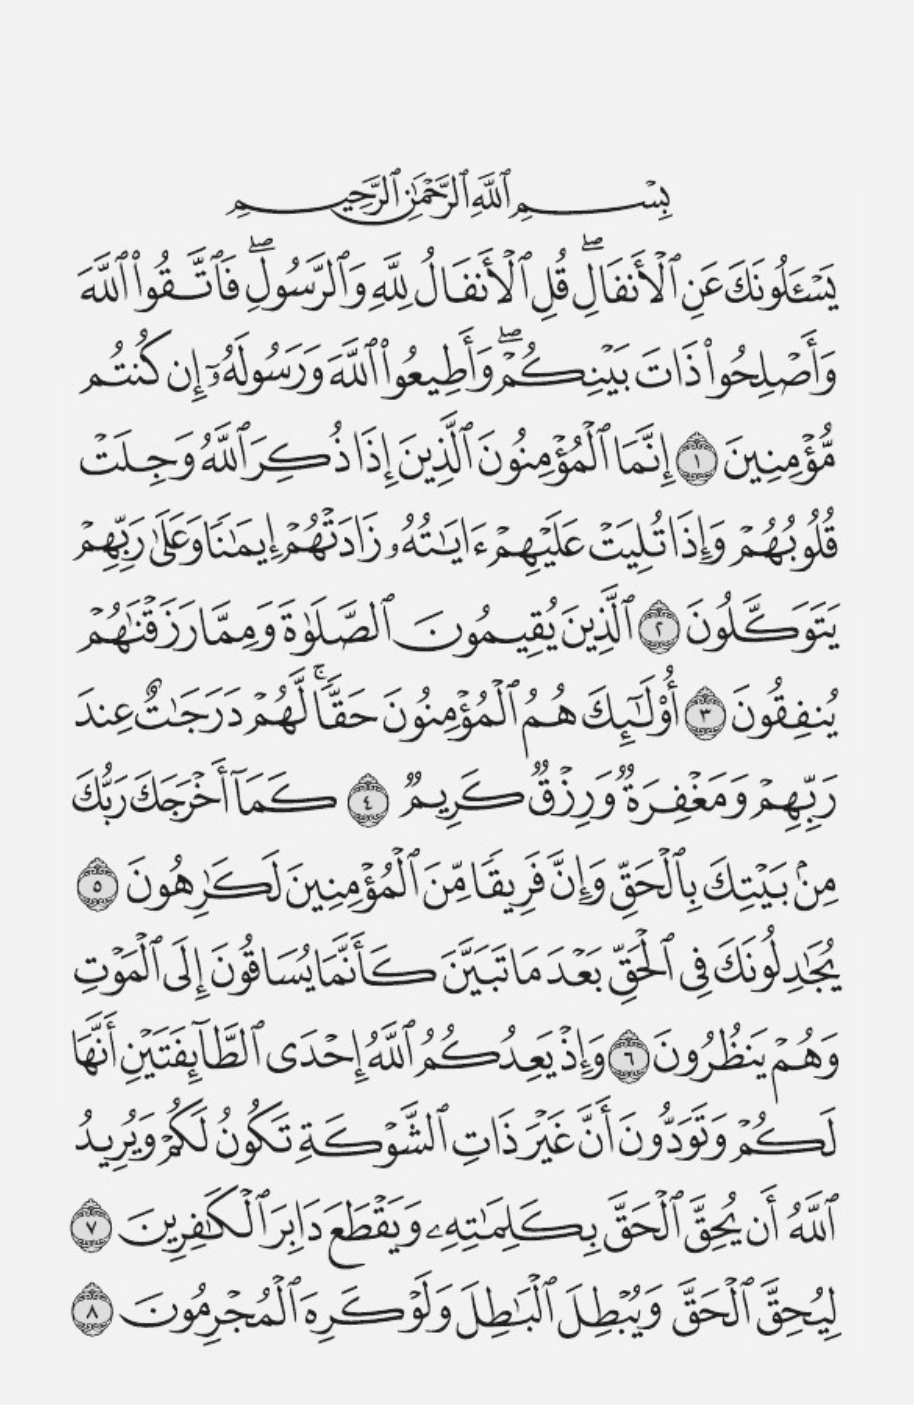 بِسْمِ ٱللَّهِ ٱلرَّحْمَٰنِ ٱلرَّحِيمِ
يَسْـَٔلُونَكَ عَنِ ٱلْأَنفَالِۖ قُلِ ٱلْأَنفَالُ لِلَّهِ وَٱلرَّسُولِۖ فَٱتَّقُوا۟ ٱللَّهَ
وَأَصْلِحُوا۟ ذَاتَ بَيْنِكُمْۖ وَأَطِيعُوا۟ ٱللَّهَ وَرَسُولَهُۥٓ إِن كُنتُم
مُّؤْمِنِينَ ١ إِنَّمَا ٱلْمُؤْمِنُونَ ٱلَّذِينَ إِذَا ذُكِرَ ٱللَّهُ وَجِلَتْ
قُلُوبُهُمْ وَإِذَا تُلِيَتْ عَلَيْهِمْ ءَايَٰتُهُۥ زَادَتْهُمْ إِيمَٰنًا وَعَلَىٰ رَبِّهِمْ
يَتَوَكَّلُونَ ٢ ٱلَّذِينَ يُقِيمُونَ ٱلصَّلَوٰةَ وَمِمَّا رَزَقْنَٰهُمْ
يُنفِقُونَ ٣ أُو۟لَٰٓئِكَ هُمُ ٱلْمُؤْمِنُونَ حَقًّاۚ لَّهُمْ دَرَجَٰتٌ عِندَ
رَبِّهِمْ وَمَغْفِرَةٌ وَرِزْقٌ كَرِيمٌ ٤ كَمَآ أَخْرَجَكَ رَبُّكَ
مِنۢ بَيْتِكَ بِٱلْحَقِّ وَإِنَّ فَرِيقًا مِّنَ ٱلْمُؤْمِنِينَ لَكَٰرِهُونَ ٥
يُجَٰدِلُونَكَ فِى ٱلْحَقِّ بَعْدَ مَا تَبَيَّنَ كَأَنَّمَا يُسَاقُونَ إِلَى ٱلْمَوْتِ
وَهُمْ يَنظُرُونَ ٦ وَإِذْ يَعِدُكُمُ ٱللَّهُ إِحْدَى ٱلطَّآئِفَتَيْنِ أَنَّهَا
لَكُمْ وَتَوَدُّونَ أَنَّ غَيْرَ ذَاتِ ٱلشَّوْكَةِ تَكُونُ لَكُمْ وَيُرِيدُ
ٱللَّهُ أَن يُحِقَّ ٱلْحَقَّ بِكَلِمَٰتِهِۦ وَيَقْطَعَ دَابِرَ ٱلْكَٰفِرِينَ ٧
لِيُحِقَّ ٱلْحَقَّ وَيُبْطِلَ ٱلْبَٰطِلَ وَلَوْ كَرِهَ ٱلْمُجْرِمُونَ ٨